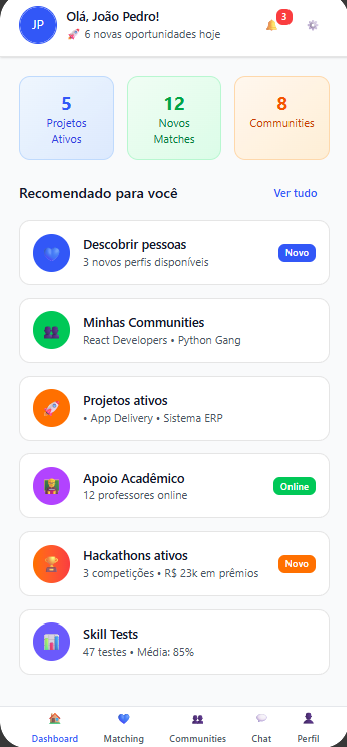 JP
Olá, João Pedro!
🚀 6 novas oportunidades hoje
3
5
Projetos
Ativos
12
Novos
Matches
8
Communities
Recomendado para você
Ver tudo
Descobrir pessoas
3 novos perfis disponíveis
Novo
Minhas Communities
React Developers • Python Gang
Projetos ativos
• App Delivery • Sistema ERP
Apoio Acadêmico
12 professores online
Online
Hackathons ativos
3 competições • R$ 23k em prêmios
Novo
Skill Tests
47 testes • Média: 85%
Dashboard
Matching
Communities
Chat
Perfil